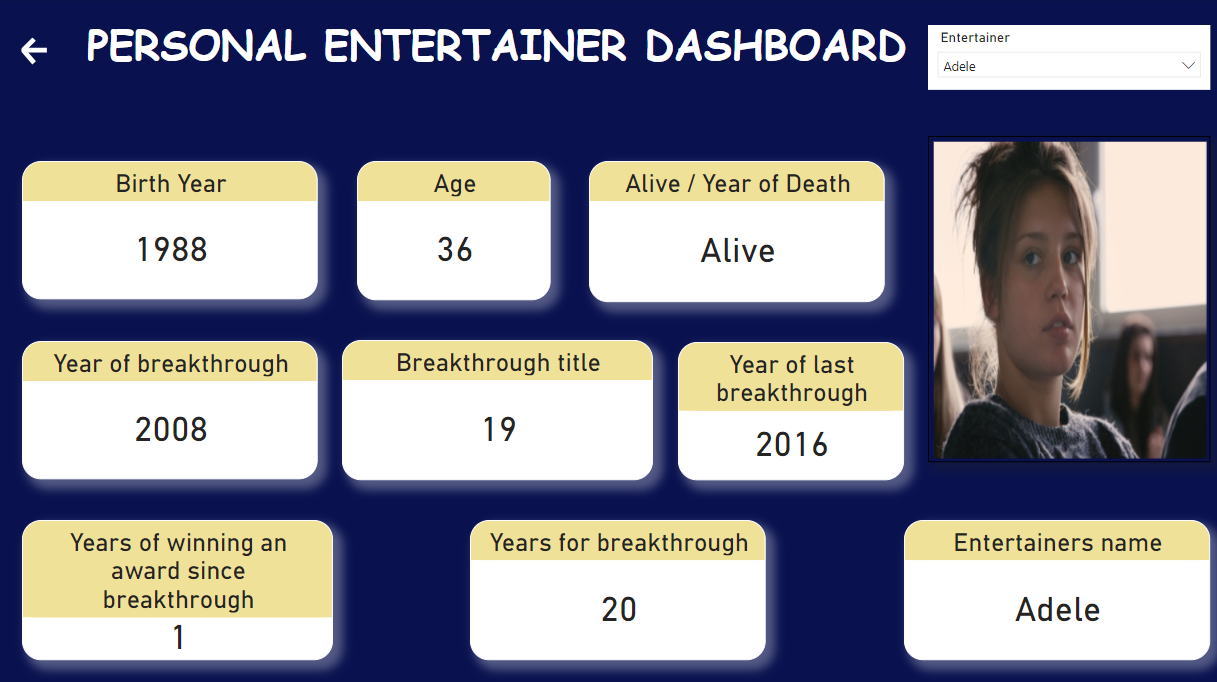 PERSONAL ENTERTAINER DASHBOARD
Entertainer
Adele
Birth Year
1988
Age
36
Alive / Year of Death
Alive
Year of breakthrough
2008
Breakthrough title
19
Year of last
breakthrough
2016
Years of winning an
award since
breakthrough
1
Years for breakthrough
20
Entertainers name
Adele